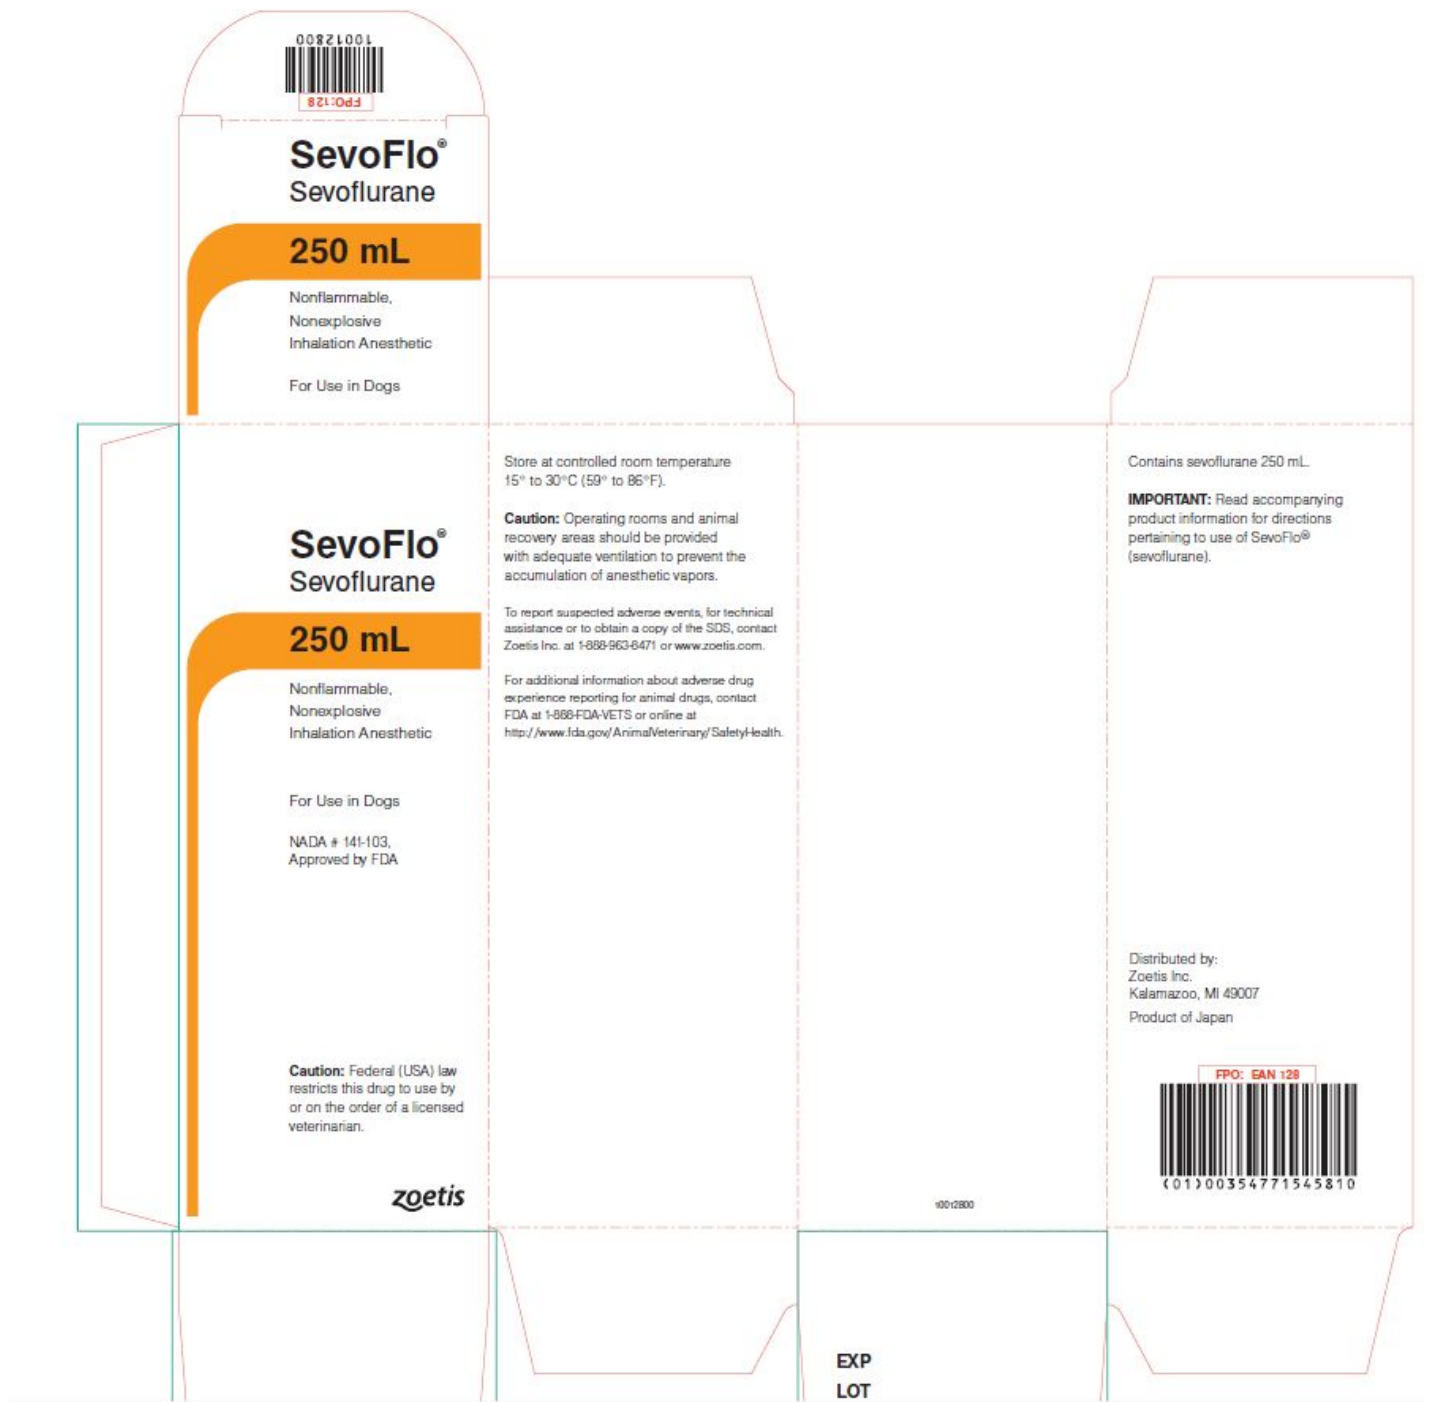 10012800
FPO:128
SevoFlo®
Sevoflurane
250 mL
Nonflammable,
Nonexplosive
Inhalation Anesthetic
For Use in Dogs
SevoFlo®
Sevoflurane
250 mL
Nonflammable,
Nonexplosive
Inhalation Anesthetic
For Use in Dogs
NADA # 141-103,
Approved by FDA
Caution: Federal (USA) law
restricts this drug to use by
or on the order of a licensed
veterinarian.
zoetis
Store at controlled room temperature
15° to 30°C (59° to 86°F).
Caution: Operating rooms and animal
recovery areas should be provided
with adequate ventilation to prevent the
accumulation of anesthetic vapors.
To report suspected adverse events, for technical
assistance or to obtain a copy of the SDS, contact
Zoetis Inc. at 1-888-963-8471 or www.zoetis.com.
For additional information about adverse drug
experience reporting for animal drugs, contact
FDA at 1-888-FDA-VETS or online at
http://www.fda.gov/AnimalVeterinary/SafetyHealth.
10012800
EXP
LOT
Contains sevoflurane 250 mL.
IMPORTANT: Read accompanying
product information for directions
pertaining to use of SevoFlo®
(sevoflurane).
Distributed by:
Zoetis Inc.
Kalamazoo, MI 49007
Product of Japan
FPO: EAN 128
(01)00354771545810